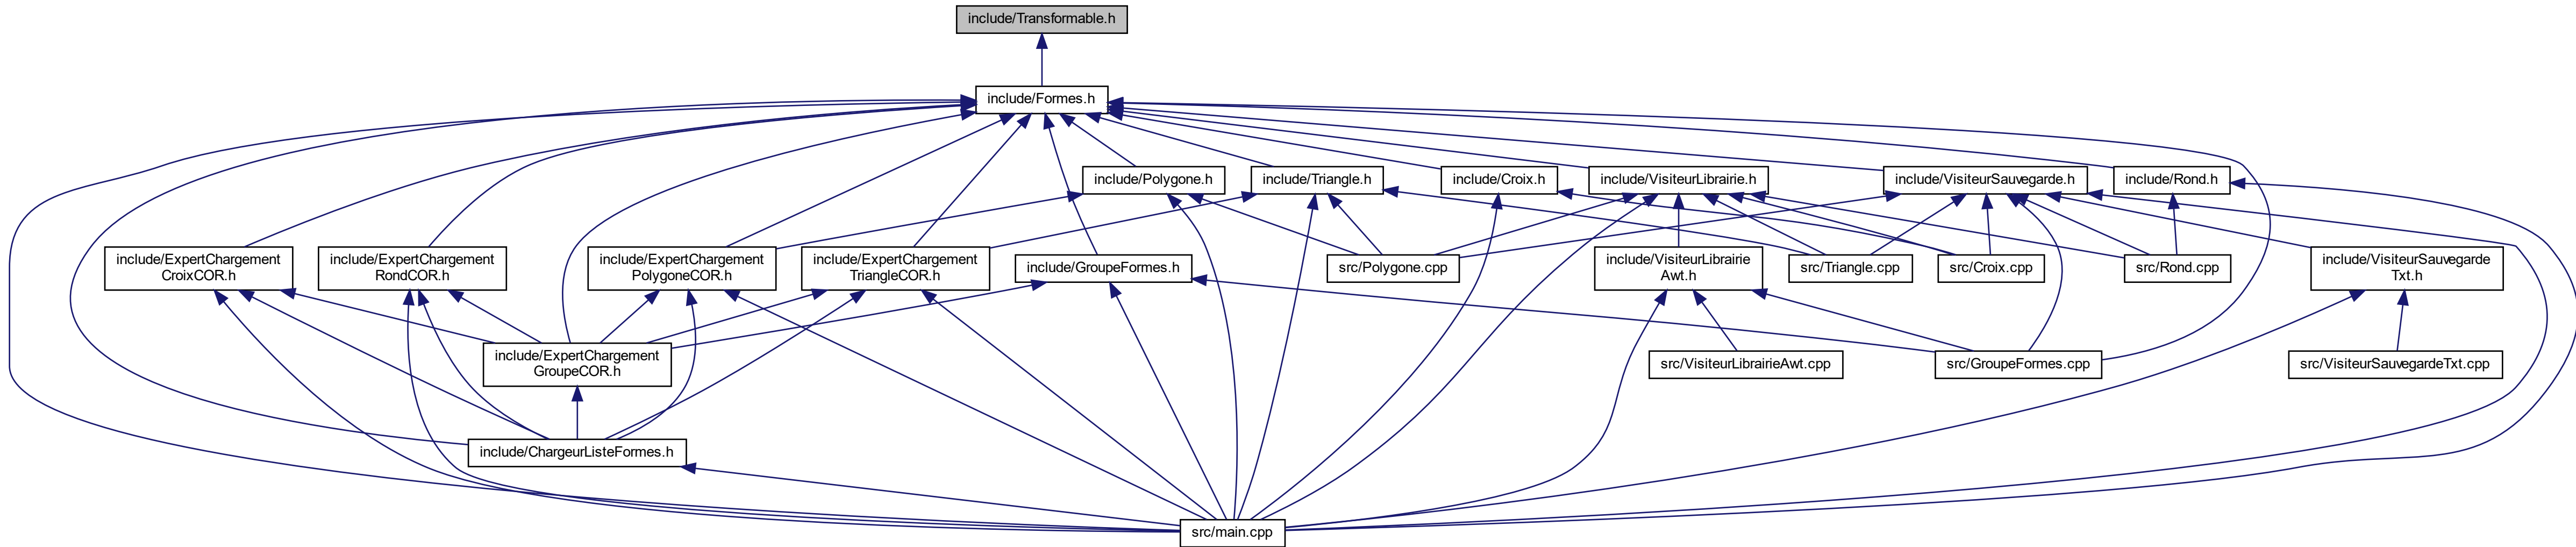 include/Transformable.h
include/Formes.h
include/Polygone.h
include/Triangle.h
include/Croix.h
include/VisiteurLibrairie.h
include/VisiteurSauvegarde.h
include/Rond.h
include/ExpertChargement
CroixCOR.h
include/ExpertChargement
RondCOR.h
include/ExpertChargement
PolygoneCOR.h
include/ExpertChargement
TriangleCOR.h
include/GroupeFormes.h
src/Polygone.cpp
include/VisiteurLibrairie
Awt.h
src/Triangle.cpp
src/Croix.cpp
src/Rond.cpp
include/VisiteurSauvegarde
Txt.h
include/ExpertChargement
GroupeCOR.h
src/VisiteurLibrairieAwt.cpp
src/GroupeFormes.cpp
src/VisiteurSauvegardeTxt.cpp
include/ChargeurListeFormes.h
src/main.cpp